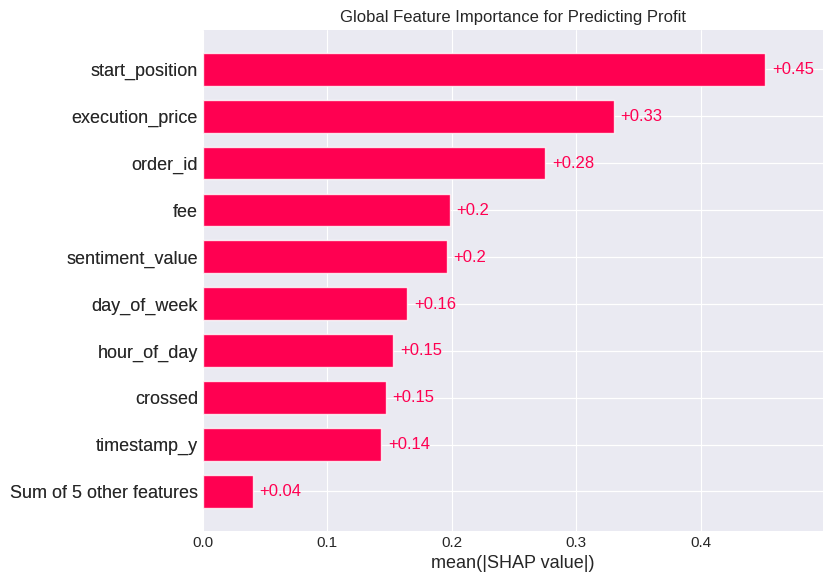 Global Feature Importance for Predicting Profit
start_position +0.45
execution_price +0.33
order_id +0.28
fee +0.2
sentiment_value +0.2
day_of_week +0.16
hour_of_day +0.15
crossed +0.15
timestamp_y +0.14
Sum of 5 other features +0.04
0.0 0.1 0.2 0.3 0.4
mean(|SHAP value|)